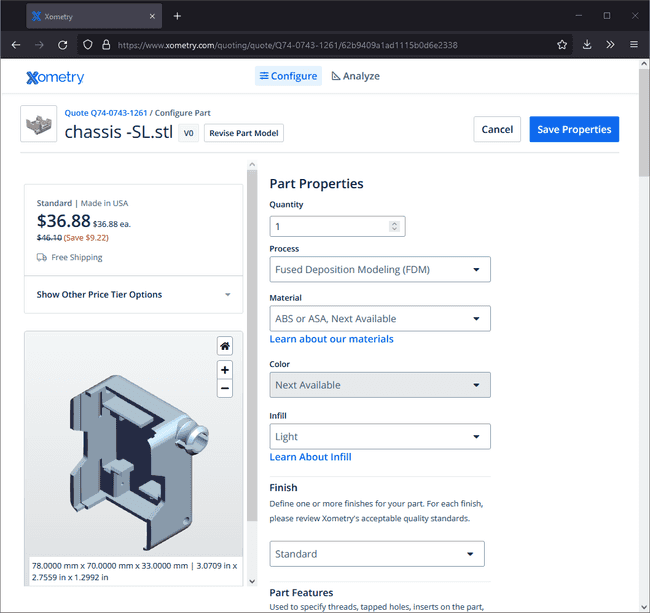 Xometry
https://www.xometry.com/quoting/quote/Q74-0743-1261/62b9409a1ad1115b0d6e2338
Xometry
Configure
Analyze
Quote Q74-0743-1261 / Configure Part
chassis -SL.stl V0 Revise Part Model
Cancel
Save Properties
Standard | Made in USA
$36.88 $36.88 ea.
$46.10 (Save $9.22)
Free Shipping
Show Other Price Tier Options
78.0000 mm x 70.0000 mm x 33.0000 mm | 3.0709 in x
2.7559 in x 1.2992 in
Part Properties
Quantity
1
Process
Fused Deposition Modeling (FDM)
Material
ABS or ASA, Next Available
Learn about our materials
Color
Next Available
Infill
Light
Learn About Infill
Finish
Define one or more finishes for your part. For each finish,
please review Xometry's acceptable quality standards.
Standard
Part Features
Used to specify threads, tapped holes, inserts on the part,